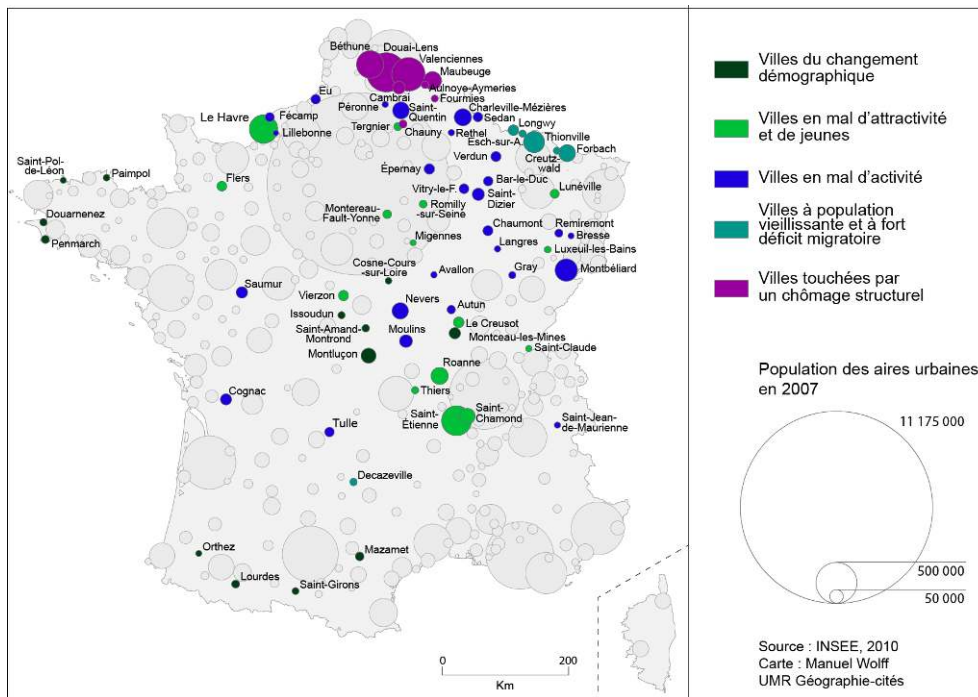 Béthune
Douai-Lens
Valenciennes
Maubeuge
Aulnoye-Aymeries
Fourmies
Cambrai
Eu
Péronne
Saint-
Quentin
Charleville-Mézières
Sedan
Le Havre
Fécamp
Lillebonne
Tergnier
Chauny
Rethel
Longwy
Esch-sur-A.
Thionville
Forbach
Creutz-
wald
Verdun
Saint-Pol-
de-Léon
Paimpol
Flers
Épernay
Bar-le-Duc
Vitry-le-F.
Saint-
Dizier
Lunéville
Douarnenez
Penmarch
Montereau-
Fault-Yonne
Romilly
-sur-Seine
Chaumont
Remiremont
Bresse
Migennes
Langres
Luxeuil-les-Bains
Cosne-Cours
-sur-Loire
Avallon
Gray
Montbéliard
Saumur
Vierzon
Nevers
Autun
Issoudun
Saint-Amand-
Montrond
Moulins
Le Creusot
Montceau-les-Mines
Saint-Claude
Montluçon
Roanne
Thiers
Cognac
Saint-
Étienne
Saint-
Chamond
Tulle
Saint-Jean-
de-Maurienne
Decazeville
Orthez
Mazamet
Lourdes
Saint-Girons
0 200
Km
Villes du changement
démographique
Villes en mal d'attractivité
et de jeunes
Villes en mal d'activité
Villes à population
vieillissante et à fort
déficit migratoire
Villes touchées par
un chômage structurel
Population des aires urbaines
en 2007
11 175 000
500 000
50 000
Source : INSEE, 2010
Carte : Manuel Wolff
UMR Géographie-cités